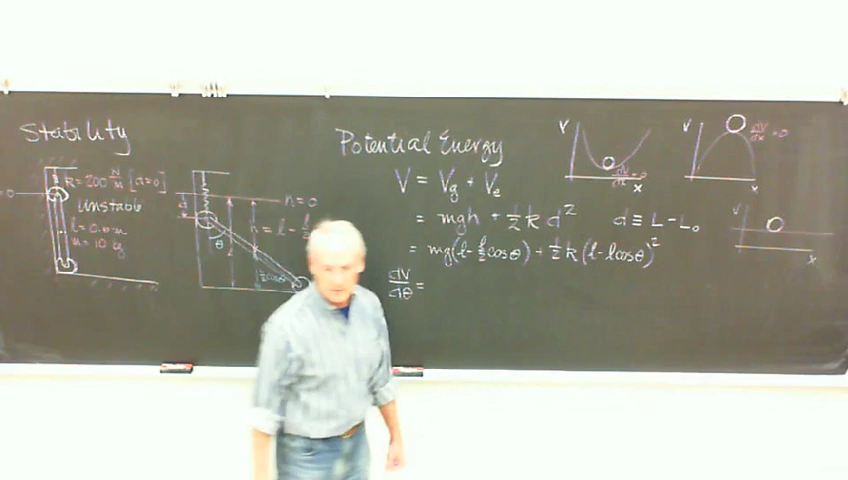 Stability
k = 200 N/m [d=0]
Unstable
l = 0.6m
m = 10 kg
h=0
d
θ
h = l -
l/2 cosθ
Potential Energy
V = Vg + Ve
= mgh + 1/2 k d² d ≡ L - L₀
= mg(l - l/2 cosθ) + 1/2 k (l - l cosθ)²
dV/dθ =
V
dV/dx = 0
x
V
dV/dx = 0
x
V
x